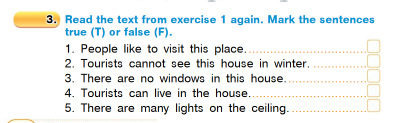 3. Read the text from exercise 1 again. Mark the sentences
true (T) or false (F).
1. People like to visit this place.
2. Tourists cannot see this house in winter.
3. There are no windows in this house.
4. Tourists can live in the house.
5. There are many lights on the ceiling.